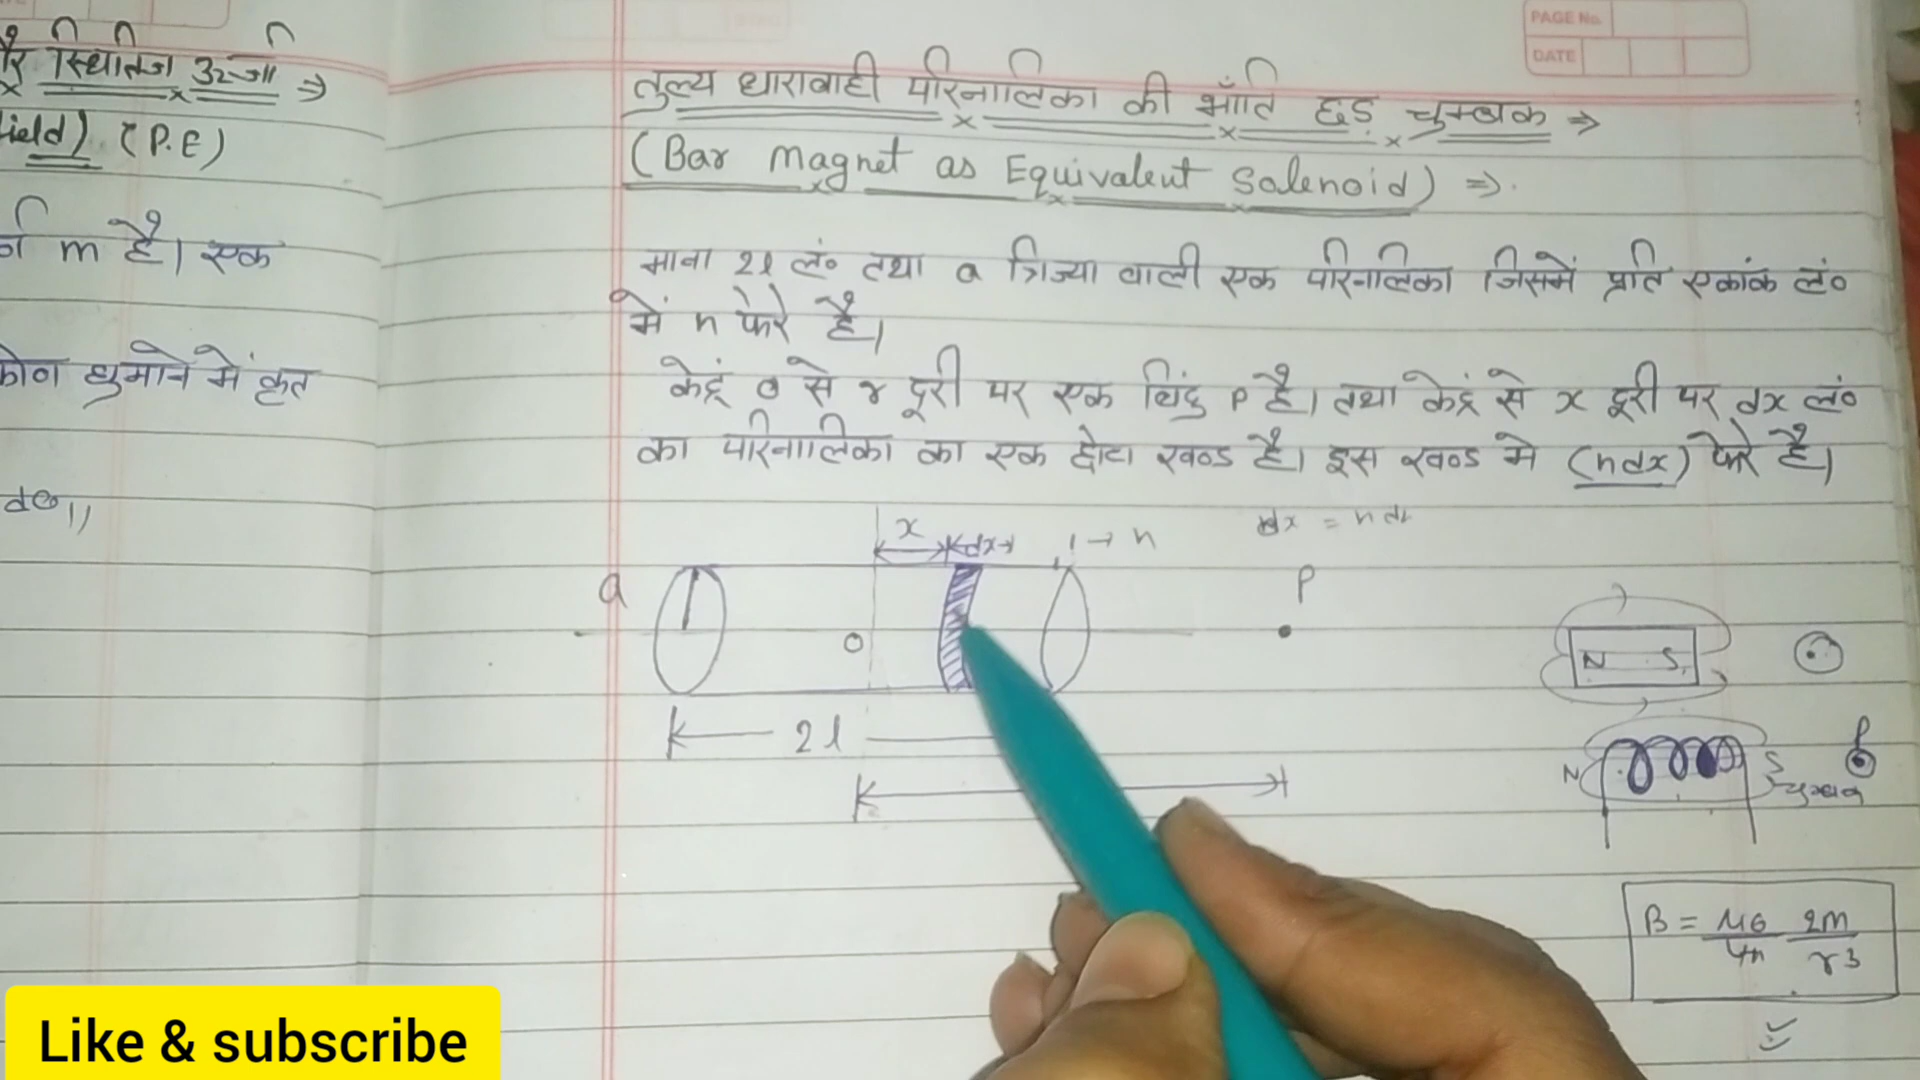 स्थितिज ऊर्जा ⇒
field) (P.E)
m है। एक
घुमाने में कृत
PAGE No.
DATE
तुल्य धारावाही परिनालिका की भाँति छड़ चुम्बक ⇒
(Bar Magnet as Equivalent Solenoid) ⇒
माना 2l लं० तथा a त्रिज्या वाली एक परिनालिका जिसमें प्रति एकांक लं०
में n फेरे है।
केद्रं o से r दूरी पर एक बिंदु P है। तथा केद्रं से x दूरी पर dx लं०
का परिनालिका का एक छोटा खण्ड है। इस खण्ड मे (ndx) फेरे है।
x dx 1 → n
a O P
2l
N S
N S
चुम्बक
B = μ0/4π 2M/r3
Like & subscribe